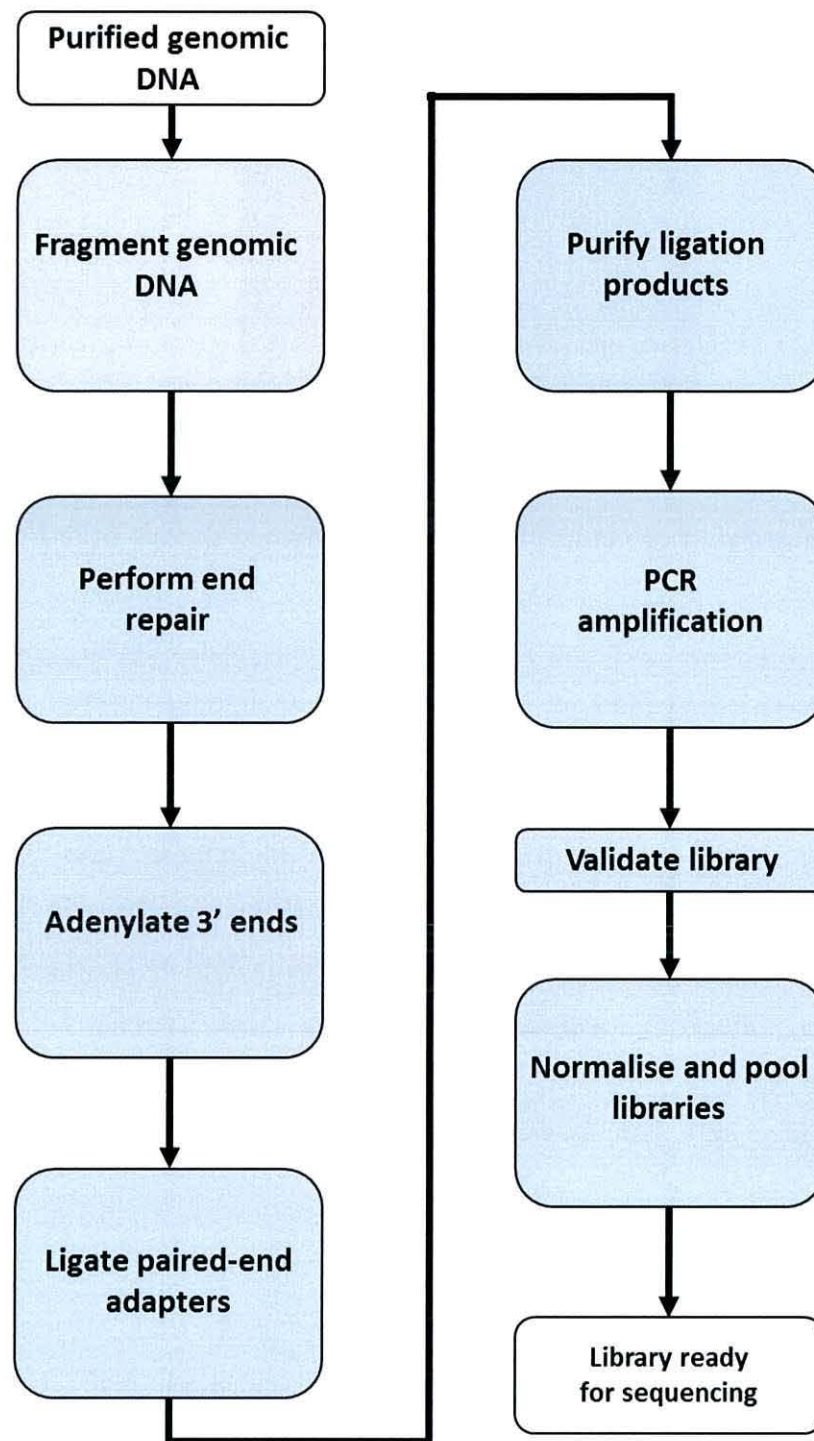 Purified genomic
DNA
Fragment genomic
DNA
Perform end
repair
Adenylate 3’ ends
Ligate paired-end
adapters
Purify ligation
products
PCR
amplification
Validate library
Normalise and pool
libraries
Library ready
for sequencing